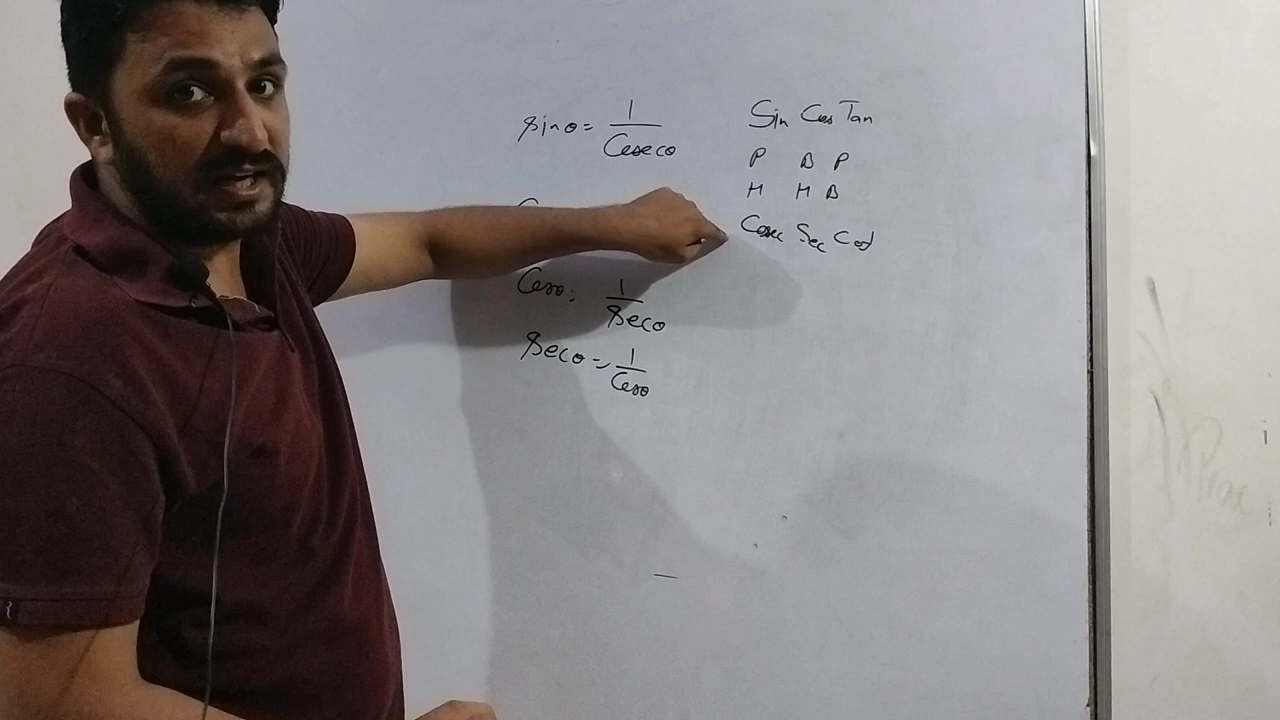 Sinθ = 1/Cosecθ
Cosθ = 1/Secθ
Secθ = 1/Cosθ
Sin Cos Tan
P B P
H H B
Cosec Sec Cot